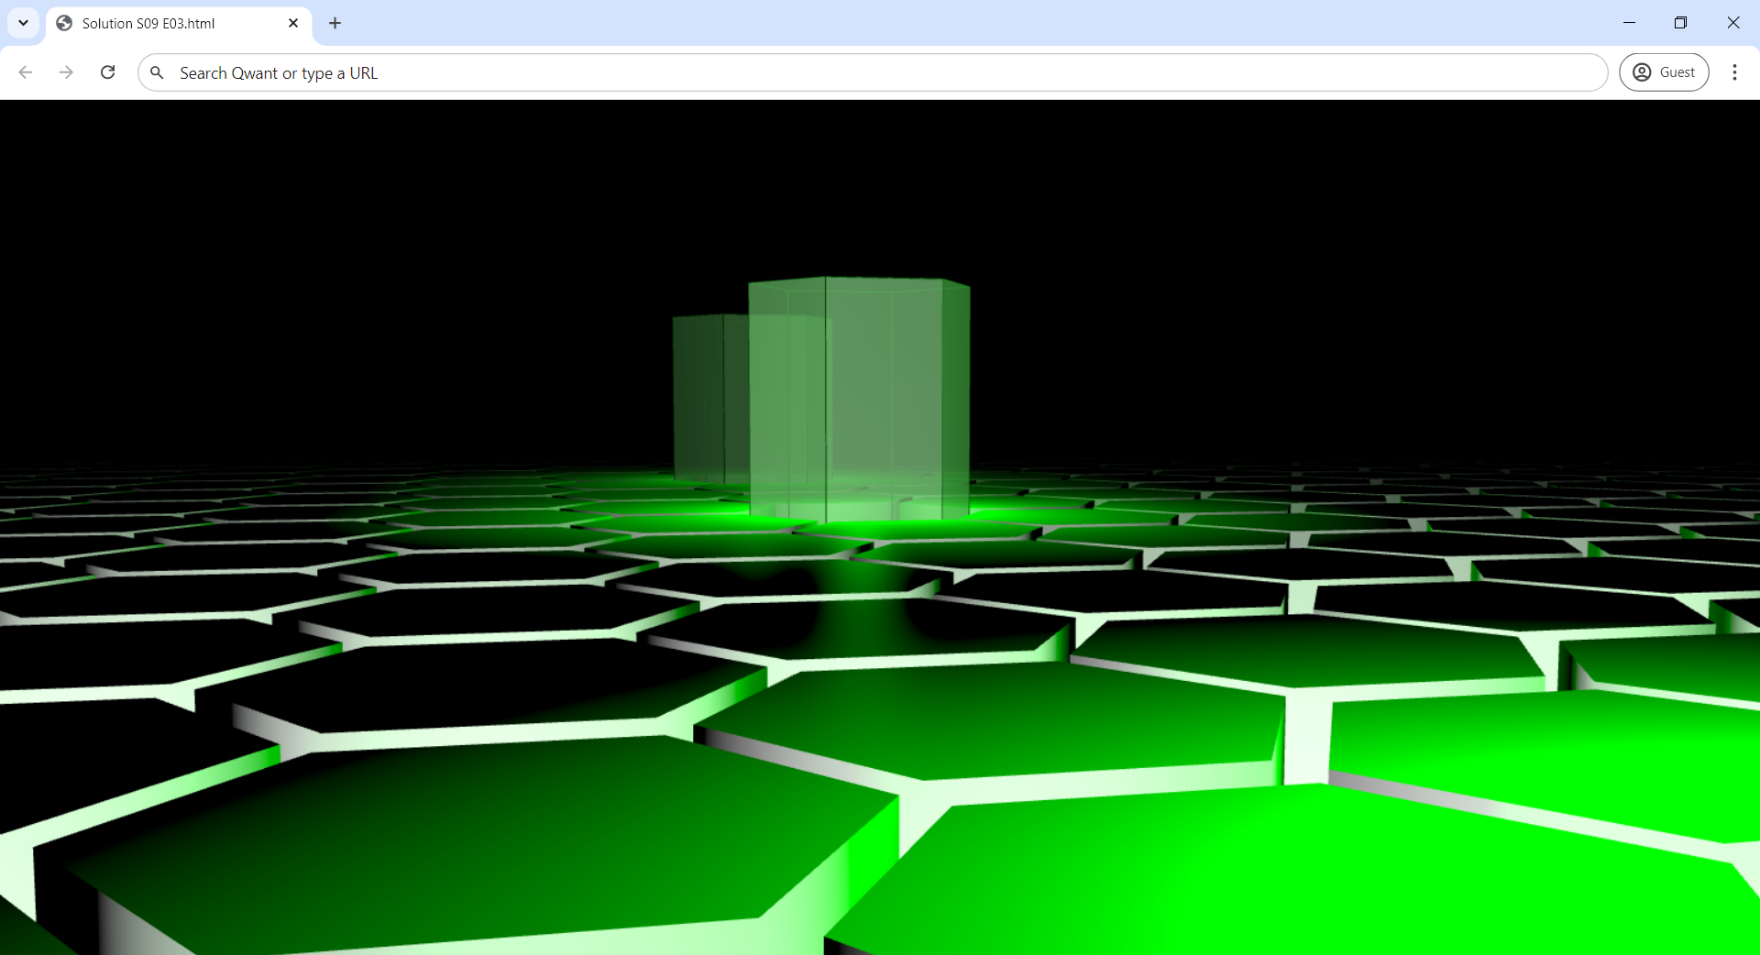 Solution S09 E03.html
Search Qwant or type a URL
Guest